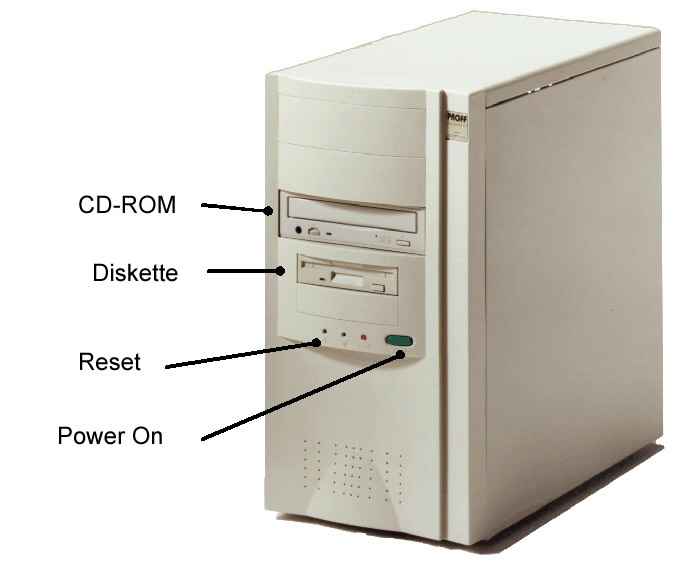 PROFF
CD-ROM
Diskette
Reset
Power On